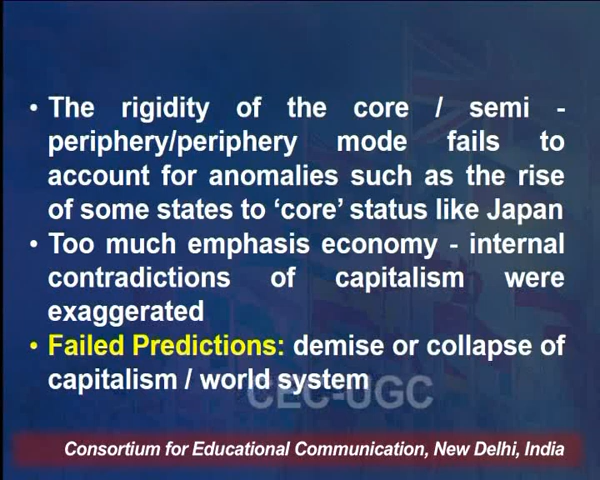 • The rigidity of the core / semi -
periphery/periphery mode fails to
account for anomalies such as the rise
of some states to ‘core’ status like Japan
• Too much emphasis economy - internal
contradictions of capitalism were
exaggerated
• Failed Predictions: demise or collapse of
capitalism / world system
CEC-UGC
Consortium for Educational Communication, New Delhi, India